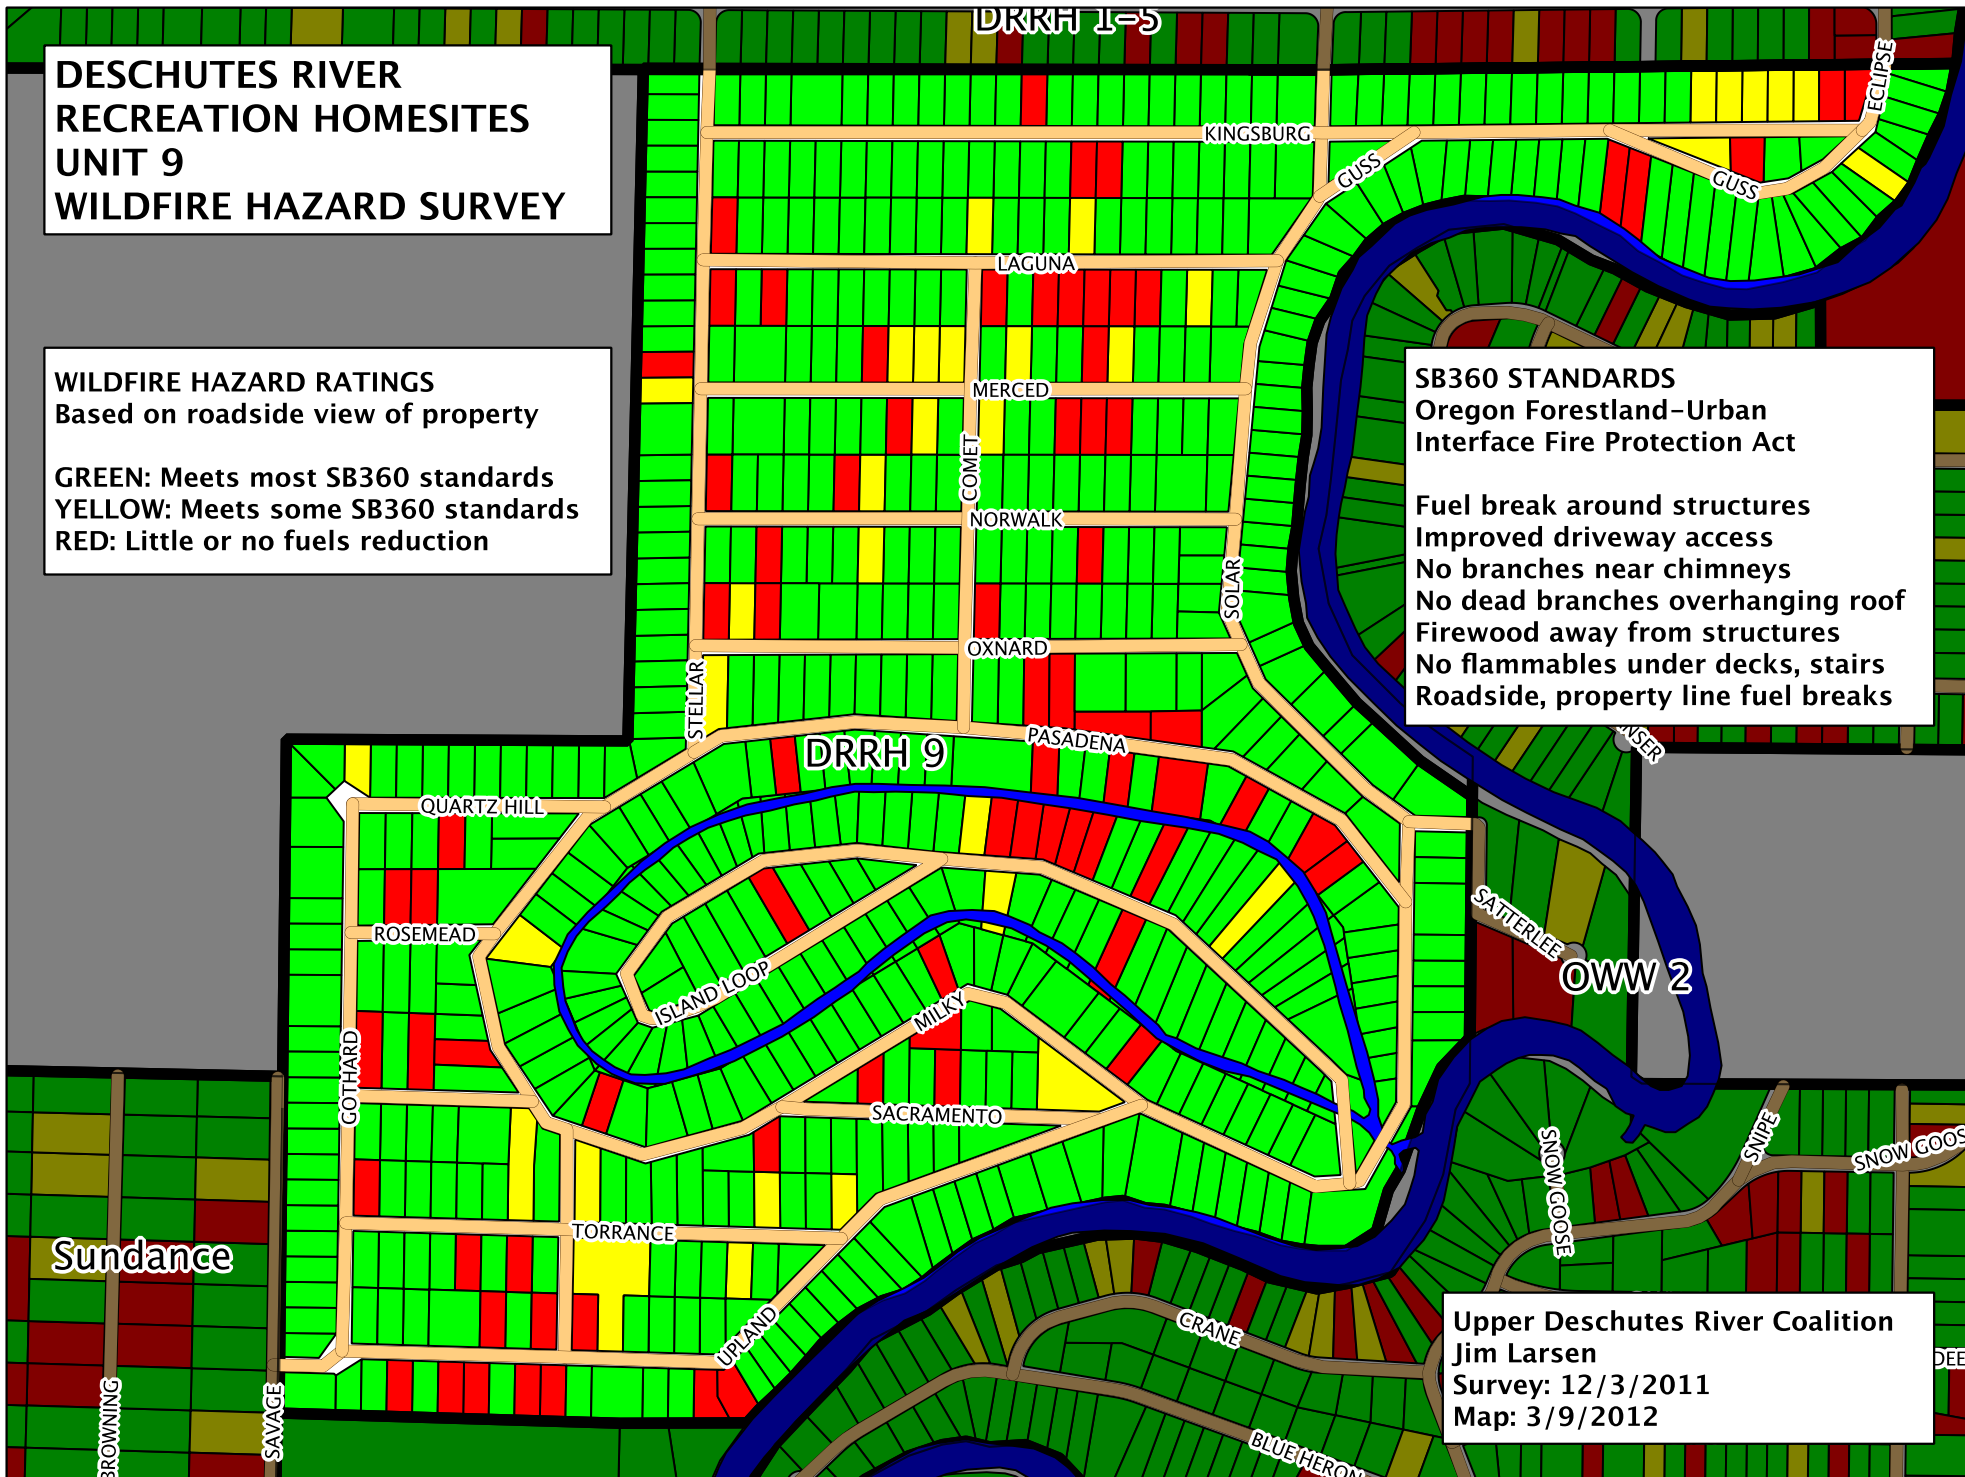 DRRH 1-5
DESCHUTES RIVER
RECREATION HOMESITES
UNIT 9
WILDFIRE HAZARD SURVEY
ECLIPSE
KINGSBURG
GUSS
GUSS
LAGUNA
WILDFIRE HAZARD RATINGS
Based on roadside view of property
GREEN: Meets most SB360 standards
YELLOW: Meets some SB360 standards
RED: Little or no fuels reduction
SB360 STANDARDS
Oregon Forestland-Urban
Interface Fire Protection Act
Fuel break around structures
Improved driveway access
No branches near chimneys
No dead branches overhanging roof
Firewood away from structures
No flammables under decks, stairs
Roadside, property line fuel breaks
MERCED
COMET
NORWALK
SOLAR
OXNARD
STELLAR
PASADENA
NSER
DRRH 9
QUARTZ HILL
ROSEMEAD
SATTERLEE
OWW 2
ISLAND LOOP
MILKY
GOTHARD
SACRAMENTO
SNIPE
SNOW GOOS
SNOW GOOSE
TORRANCE
Sundance
UPLAND
CRANE
Upper Deschutes River Coalition
Jim Larsen
Survey: 12/3/2011
Map: 3/9/2012
DEE
BROWNING
SAVAGE
BLUE HERON